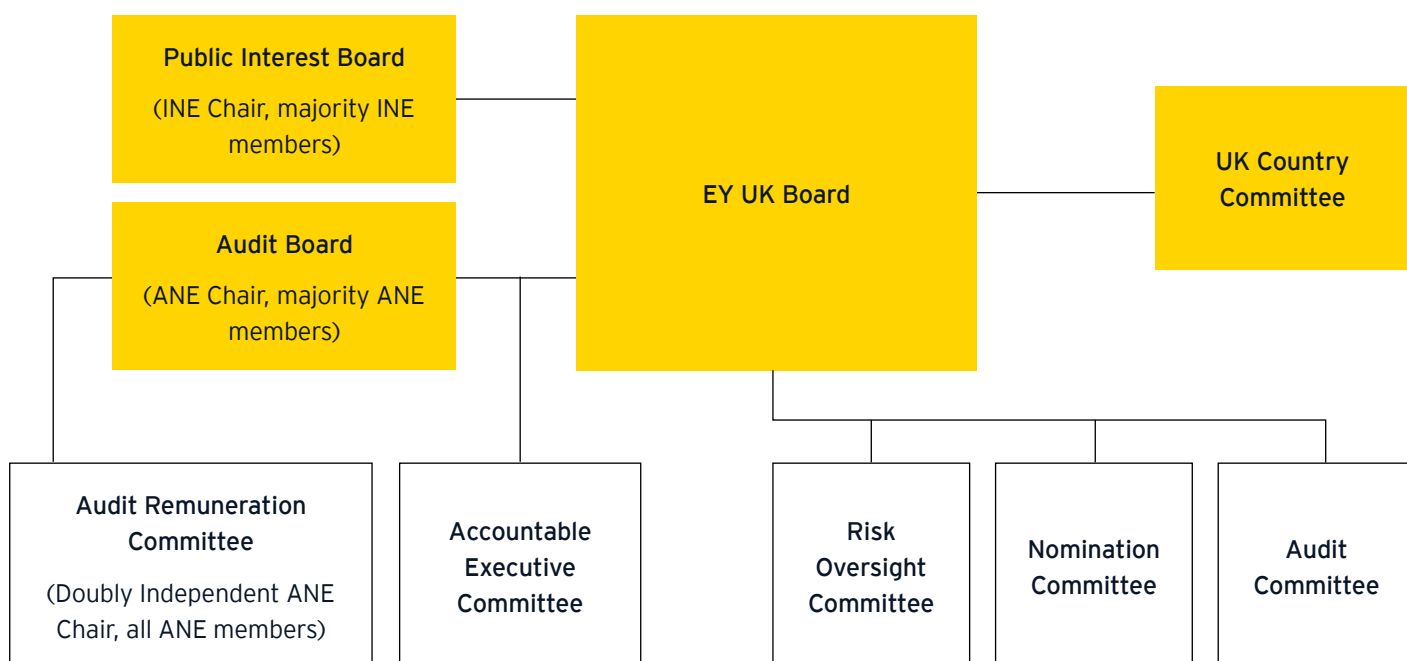 Public Interest Board
(INE Chair, majority INE
members)
EY UK Board
UK Country
Committee
Audit Board
(ANE Chair, majority ANE
members)
Audit Remuneration
Committee
(Doubly Independent ANE
Chair, all ANE members)
Accountable
Executive
Committee
Risk
Oversight
Committee
Nomination
Committee
Audit
Committee